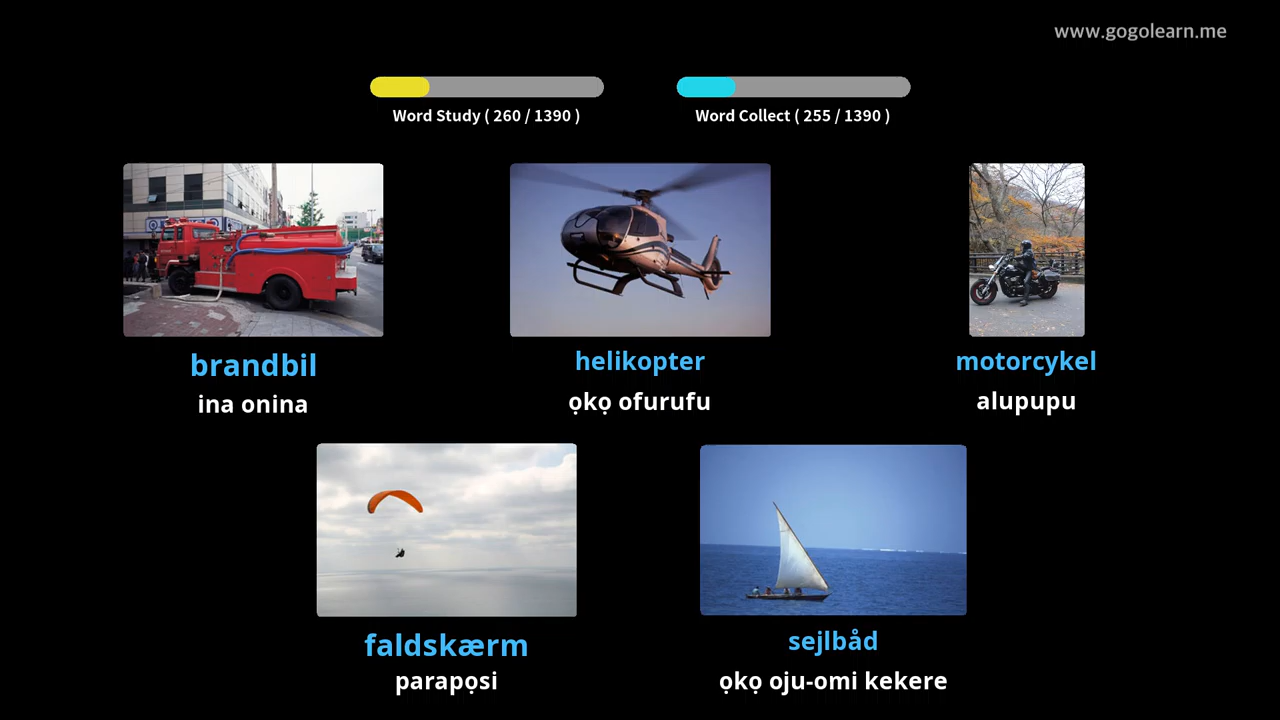 www.gogolearn.me
Word Study ( 260 / 1390 )
Word Collect ( 255 / 1390 )
brandbil
ina onina
helikopter
ọkọ ofurufu
motorcykel
alupupu
faldskærm
parapọsi
sejlbåd
ọkọ oju-omi kekere